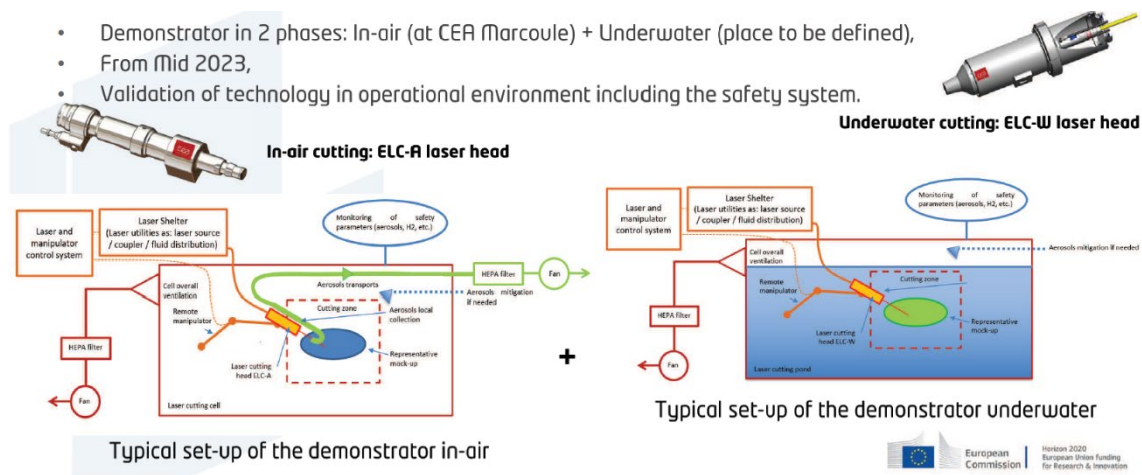 • Demonstrator in 2 phases: In-air (at CEA Marcoule) + Underwater (place to be defined),
• From Mid 2023,
• Validation of technology in operational environment including the safety system.
Underwater cutting: ELC-W laser head
In-air cutting: ELC-A laser head
Laser and
manipulator
control system
Laser Shelter
(Laser utilities as: laser source
/ coupler / fluid distribution)
Monitoring of safety
parameters (aerosols, H2, etc.)
HEPA filter
Fan
Aerosols transports
Cell overall
ventilation
Aerosols mitigation
if needed
Cutting zone
Aerosols local
collection
Remote
manipulator
HEPA filter
Laser cutting
head ELC-A
Representative
mock-up
Fan
Laser cutting cell
Typical set-up of the demonstrator in-air
+
Laser and
manipulator
control system
Laser Shelter
(Laser utilities as: laser source
/ coupler / fluid distribution)
Monitoring of safety
parameters (aerosols, H2, etc.)
Aerosols mitigation if needed
Cell overall
ventilation
Cutting zone
Remote
manipulator
HEPA filter
Laser cutting
head ELC-W
Representative
mock-up
Fan
Laser cutting pond
Typical set-up of the demonstrator underwater
European
Commission
Horizon 2020
European Union funding
for Research & Innovation